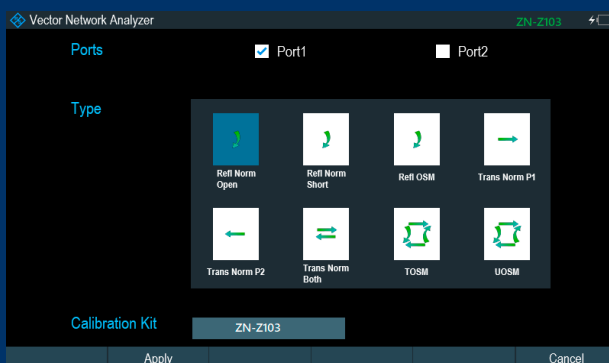 Vector Network Analyzer
ZN-Z103
Ports
Port1
Port2
Type
Refl Norm
Open
Refl Norm
Short
Refl OSM
Trans Norm P1
Trans Norm P2
Trans Norm
Both
TOSM
UOSM
Calibration Kit
ZN-Z103
Apply
Cancel